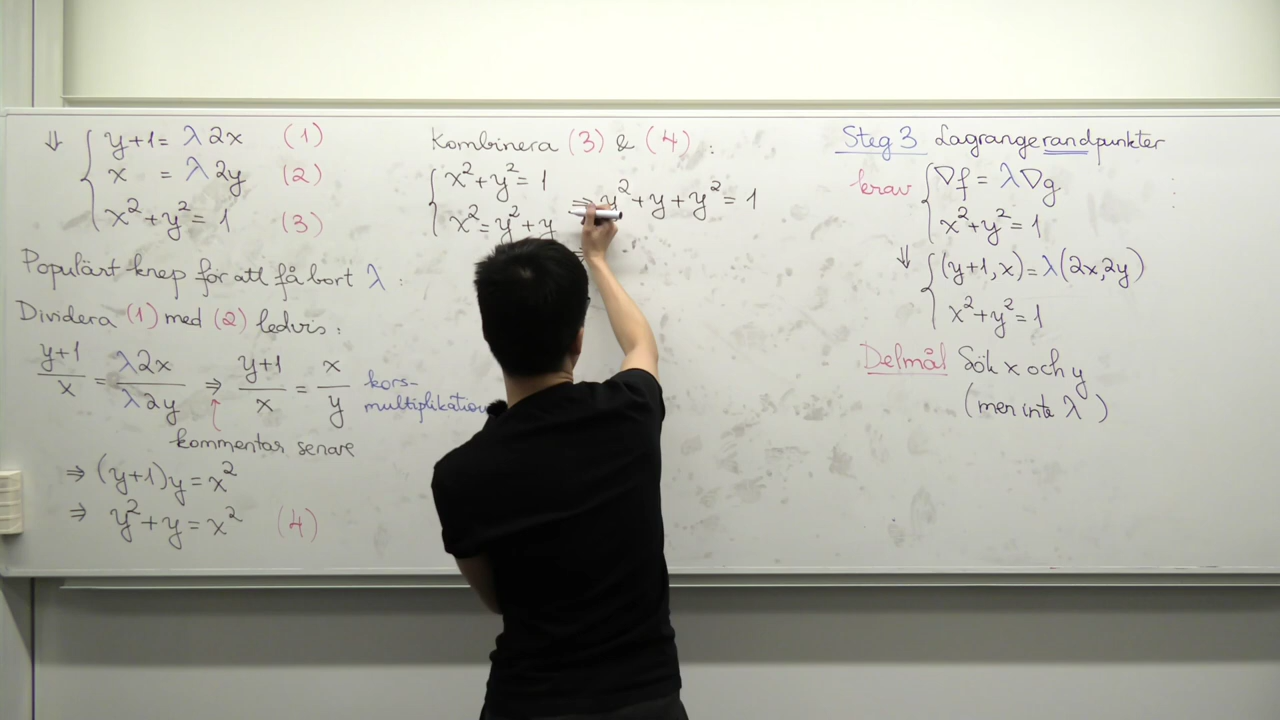 ⇓ { y+1 = λ2x (1)
x = λ2y (2)
x² + y² = 1 (3)
Populärt knep för att få bort λ :
Dividera (1) med (2) ledvis :
(y+1)/x = λ2x/λ2y ⇒ (y+1)/x = x/y kors-
multiplikation
↑
kommentar senare
⇒ (y+1)y = x²
⇒ y² + y = x² (4)
Kombinera (3) & (4) :
{ x² + y² = 1
x² = y² + y
⇒ y² + y + y² = 1
Steg 3 Lagrangerandpunkter
krav { ∇f = λ∇g
x² + y² = 1
⇓ { (y+1, x) = λ(2x, 2y)
x² + y² = 1
Delmål Sök x och y
(men inte λ )